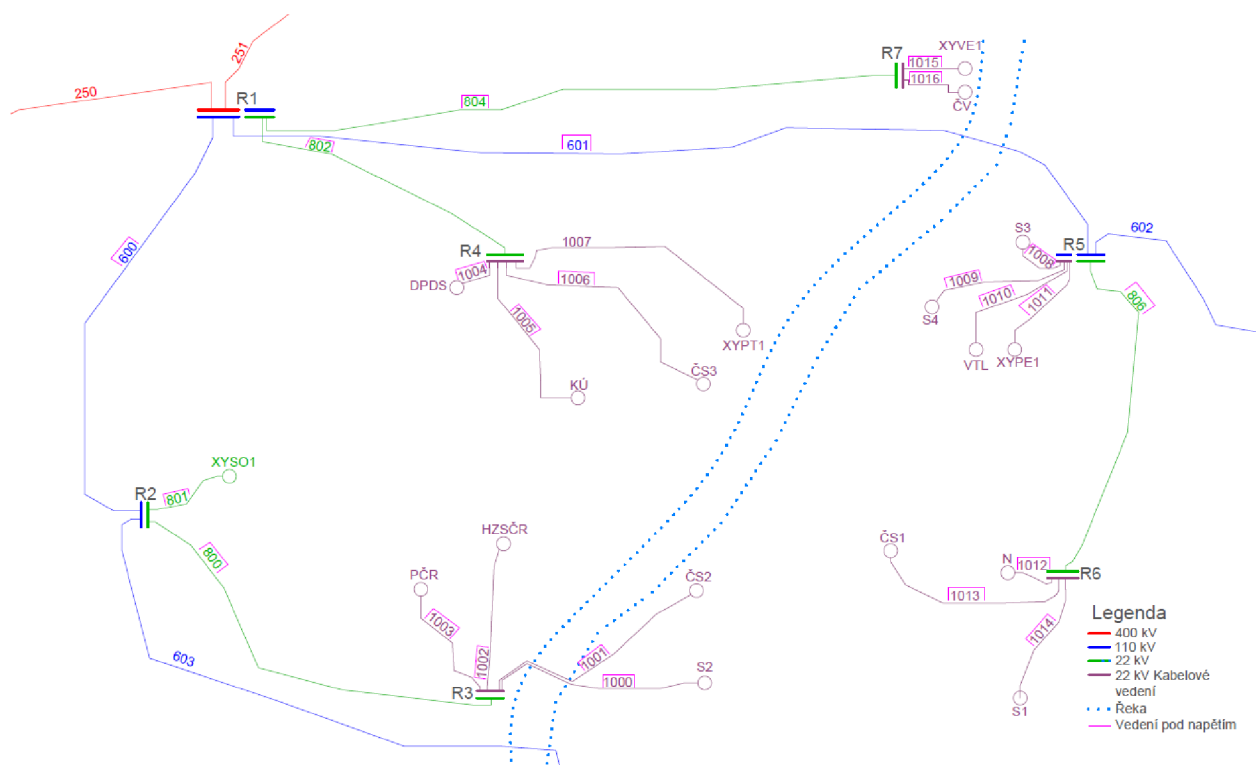 251
250
R1
804
802
601
R7
XYVE1
1015
1016
ČV
600
R4
1007
1004
DPDS
1006
1005
XYPT1
ČS3
KÚ
S3
1008
R5
602
1009
1010
1011
S4
VTL
XYPE1
806
XYSO1
801
R2
800
603
HZSČR
PČR
1003
1002
ČS2
1001
1000
S2
R3
ČS1
N
1012
R6
1013
1014
S1
Legenda
400 kV
110 kV
22 kV
22 kV Kabelové
vedení
Řeka
Vedení pod napětím